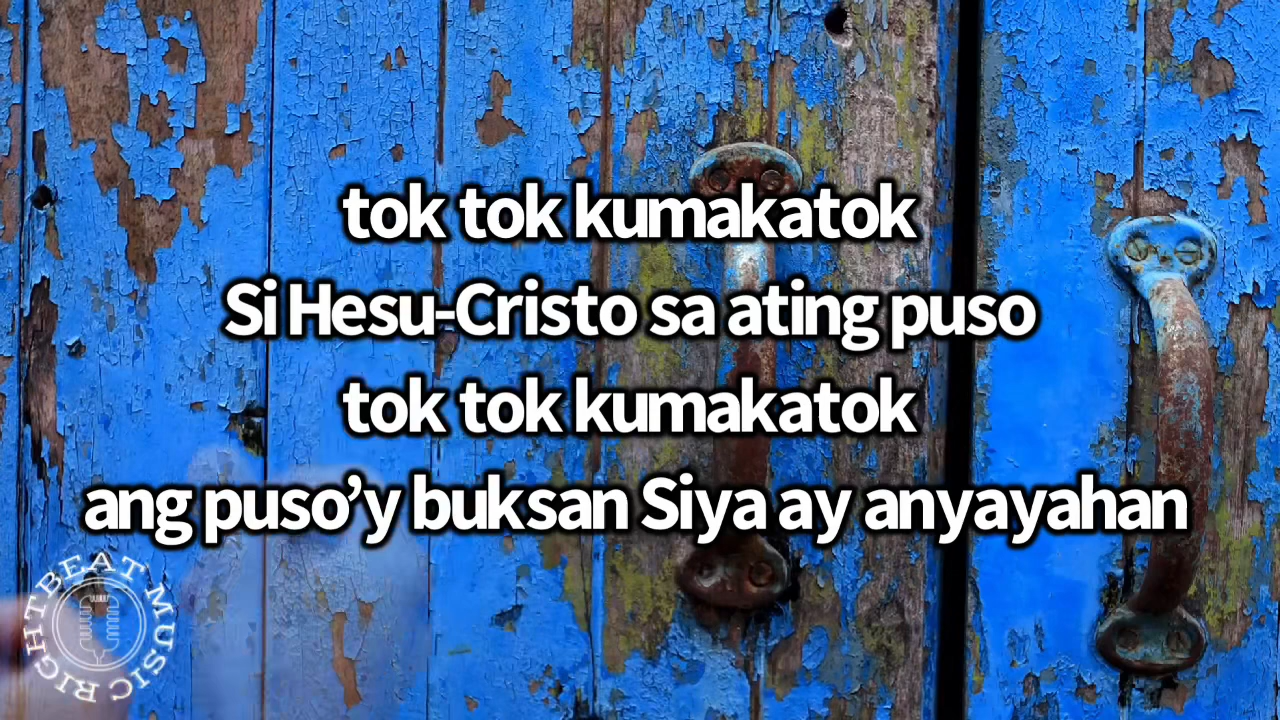 tok tok kumakatok
Si Hesu-Cristo sa ating puso
tok tok kumakatok
ang puso’y buksan Siya ay anyayahan
RIGHTBEAT MUSIC